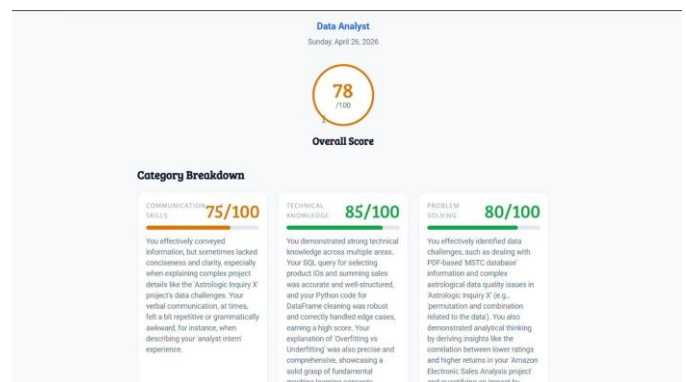 Data Analyst
Sunday, April 26, 2026
78
/100
Overall Score
Category Breakdown
COMMUNICATION SKILLS
75/100
You effectively conveyed
information, but sometimes lacked
conciseness and clarity, especially
when explaining complex project
details like the 'Astrologic Inquiry X'
project's data challenges. Your
verbal communication, at times,
felt a bit repetitive or grammatically
awkward, for instance, when
describing your 'analyst intern'
experience.
TECHNICAL KNOWLEDGE
85/100
You demonstrated strong technical
knowledge across multiple areas.
Your SQL query for selecting
product IDs and summing sales
was accurate and well-structured,
and your Python code for
DataFrame cleaning was robust
and correctly handled edge cases,
earning a high score. Your
explanation of 'Overfitting vs
Underfitting' was also precise and
comprehensive, showcasing a
solid grasp of fundamental
machine learning concepts
PROBLEM SOLVING
80/100
You effectively identified data
challenges, such as dealing with
PDF-based 'MSTC database'
information and complex
astrological data quality issues in
'Astrologic Inquiry X' (e.g.,
'permutation and combination
related to the data'). You also
demonstrated analytical thinking
by deriving insights like the
correlation between lower ratings
and higher returns in your 'Amazon
Electronic Sales Analysis project'
and quantifying an impact by